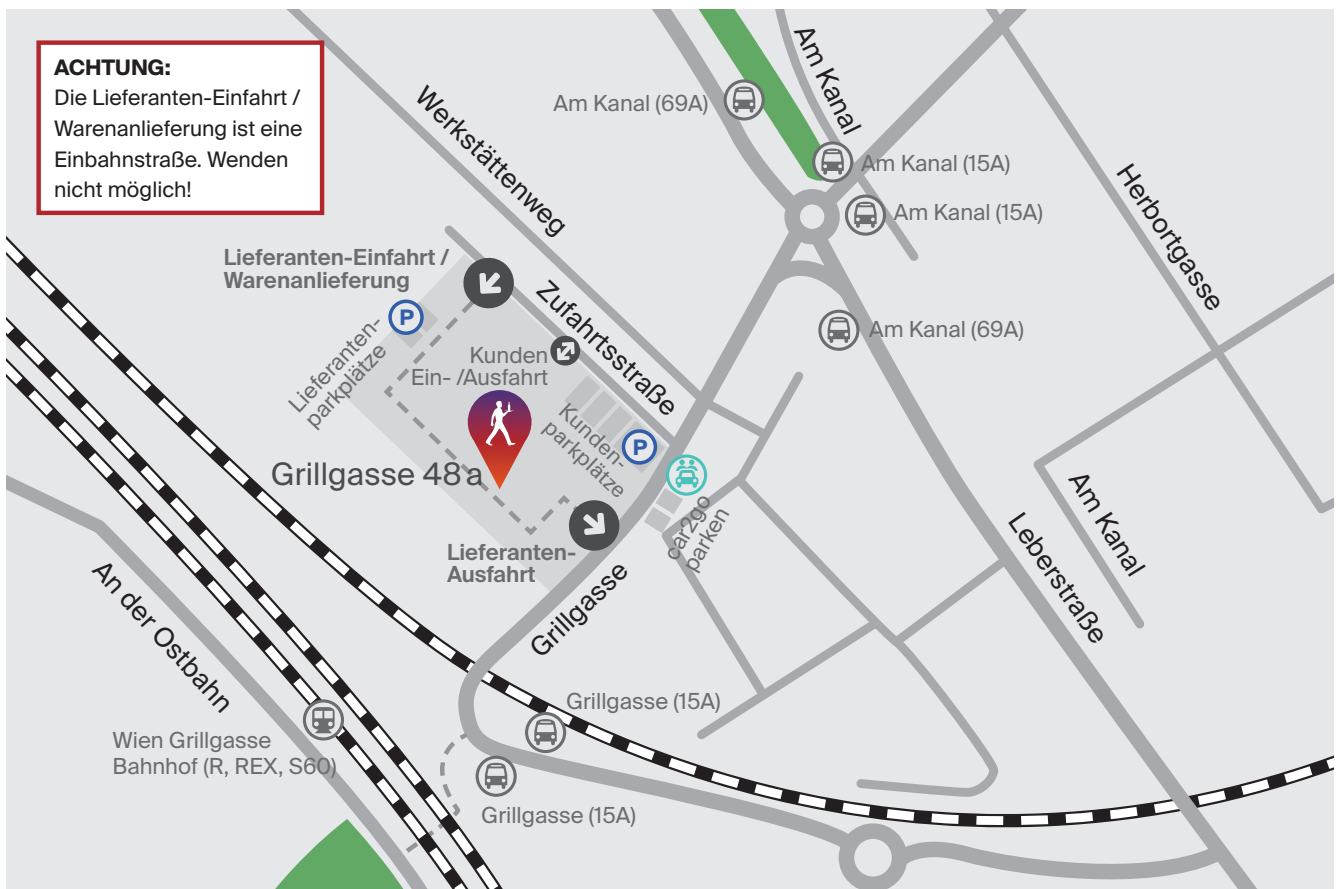 ACHTUNG:
Die Lieferanten-Einfahrt /
Warenanlieferung ist eine
Einbahnstraße. Wenden
nicht möglich!
Am Kanal
Am Kanal (69A)
Am Kanal (15A)
Am Kanal (15A)
Werkstättenweg
Herbortgasse
Lieferanten-Einfahrt /
Warenanlieferung
Zufahrtsstraße
P
Lieferanten-
parkplätze
Kunden
Ein- /Ausfahrt
Am Kanal (69A)
Kunden-
parkplätze
P
Grillgasse 48a
car2go
parken
Lieferanten-
Ausfahrt
Grillgasse
Am Kanal
Leberstraße
An der Ostbahn
Grillgasse (15A)
Wien Grillgasse
Bahnhof (R, REX, S60)
Grillgasse (15A)